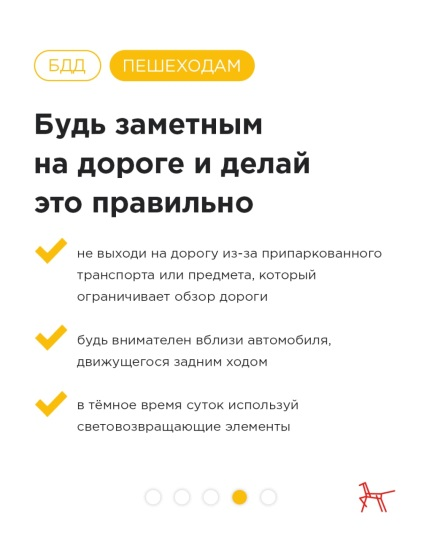 БДД ПЕШЕХОДАМ
Будь заметным
на дороге и делай
это правильно
не выходи на дорогу из-за припаркованного
транспорта или предмета, который
ограничивает обзор дороги
будь внимателен вблизи автомобиля,
движущегося задним ходом
в тёмное время суток используй
световозвращающие элементы